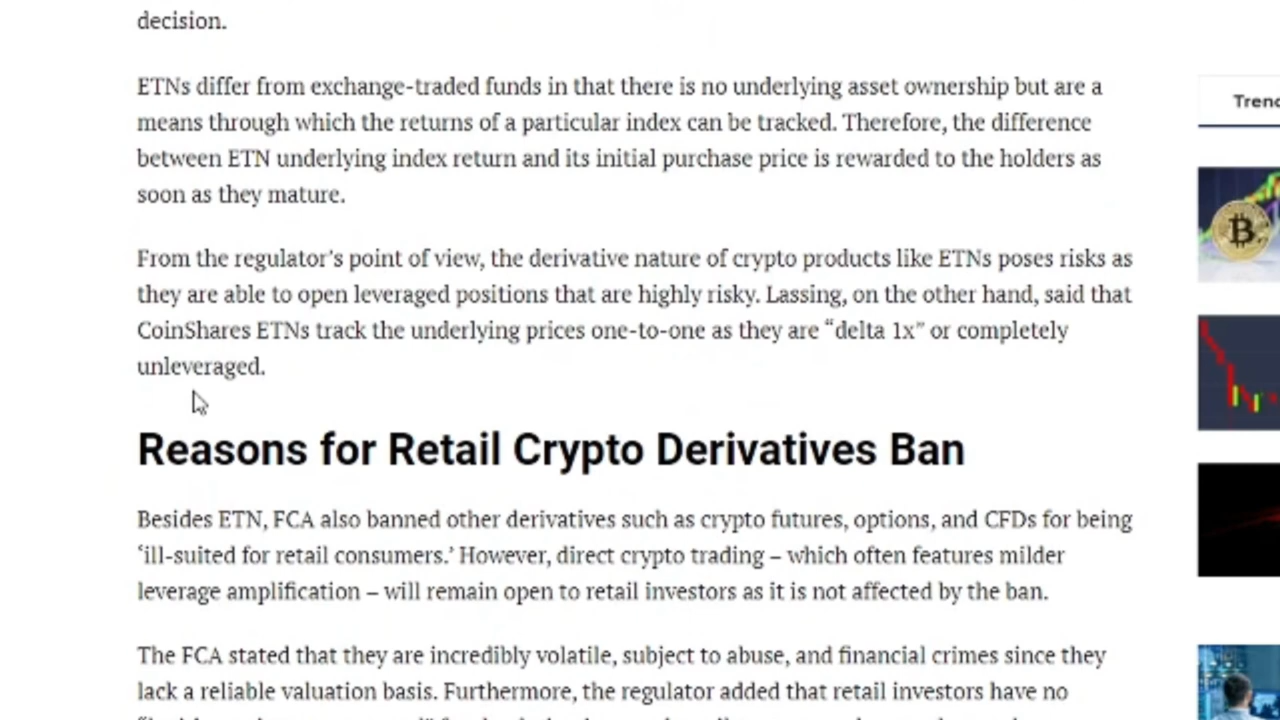 decision.
ETNs differ from exchange-traded funds in that there is no underlying asset ownership but are a
means through which the returns of a particular index can be tracked. Therefore, the difference
between ETN underlying index return and its initial purchase price is rewarded to the holders as
soon as they mature.
From the regulator's point of view, the derivative nature of crypto products like ETNs poses risks as
they are able to open leveraged positions that are highly risky. Lassing, on the other hand, said that
CoinShares ETNs track the underlying prices one-to-one as they are “delta 1x” or completely
unleveraged.
Reasons for Retail Crypto Derivatives Ban
Besides ETN, FCA also banned other derivatives such as crypto futures, options, and CFDs for being
‘ill-suited for retail consumers.’ However, direct crypto trading – which often features milder
leverage amplification – will remain open to retail investors as it is not affected by the ban.
The FCA stated that they are incredibly volatile, subject to abuse, and financial crimes since they
lack a reliable valuation basis. Furthermore, the regulator added that retail investors have no